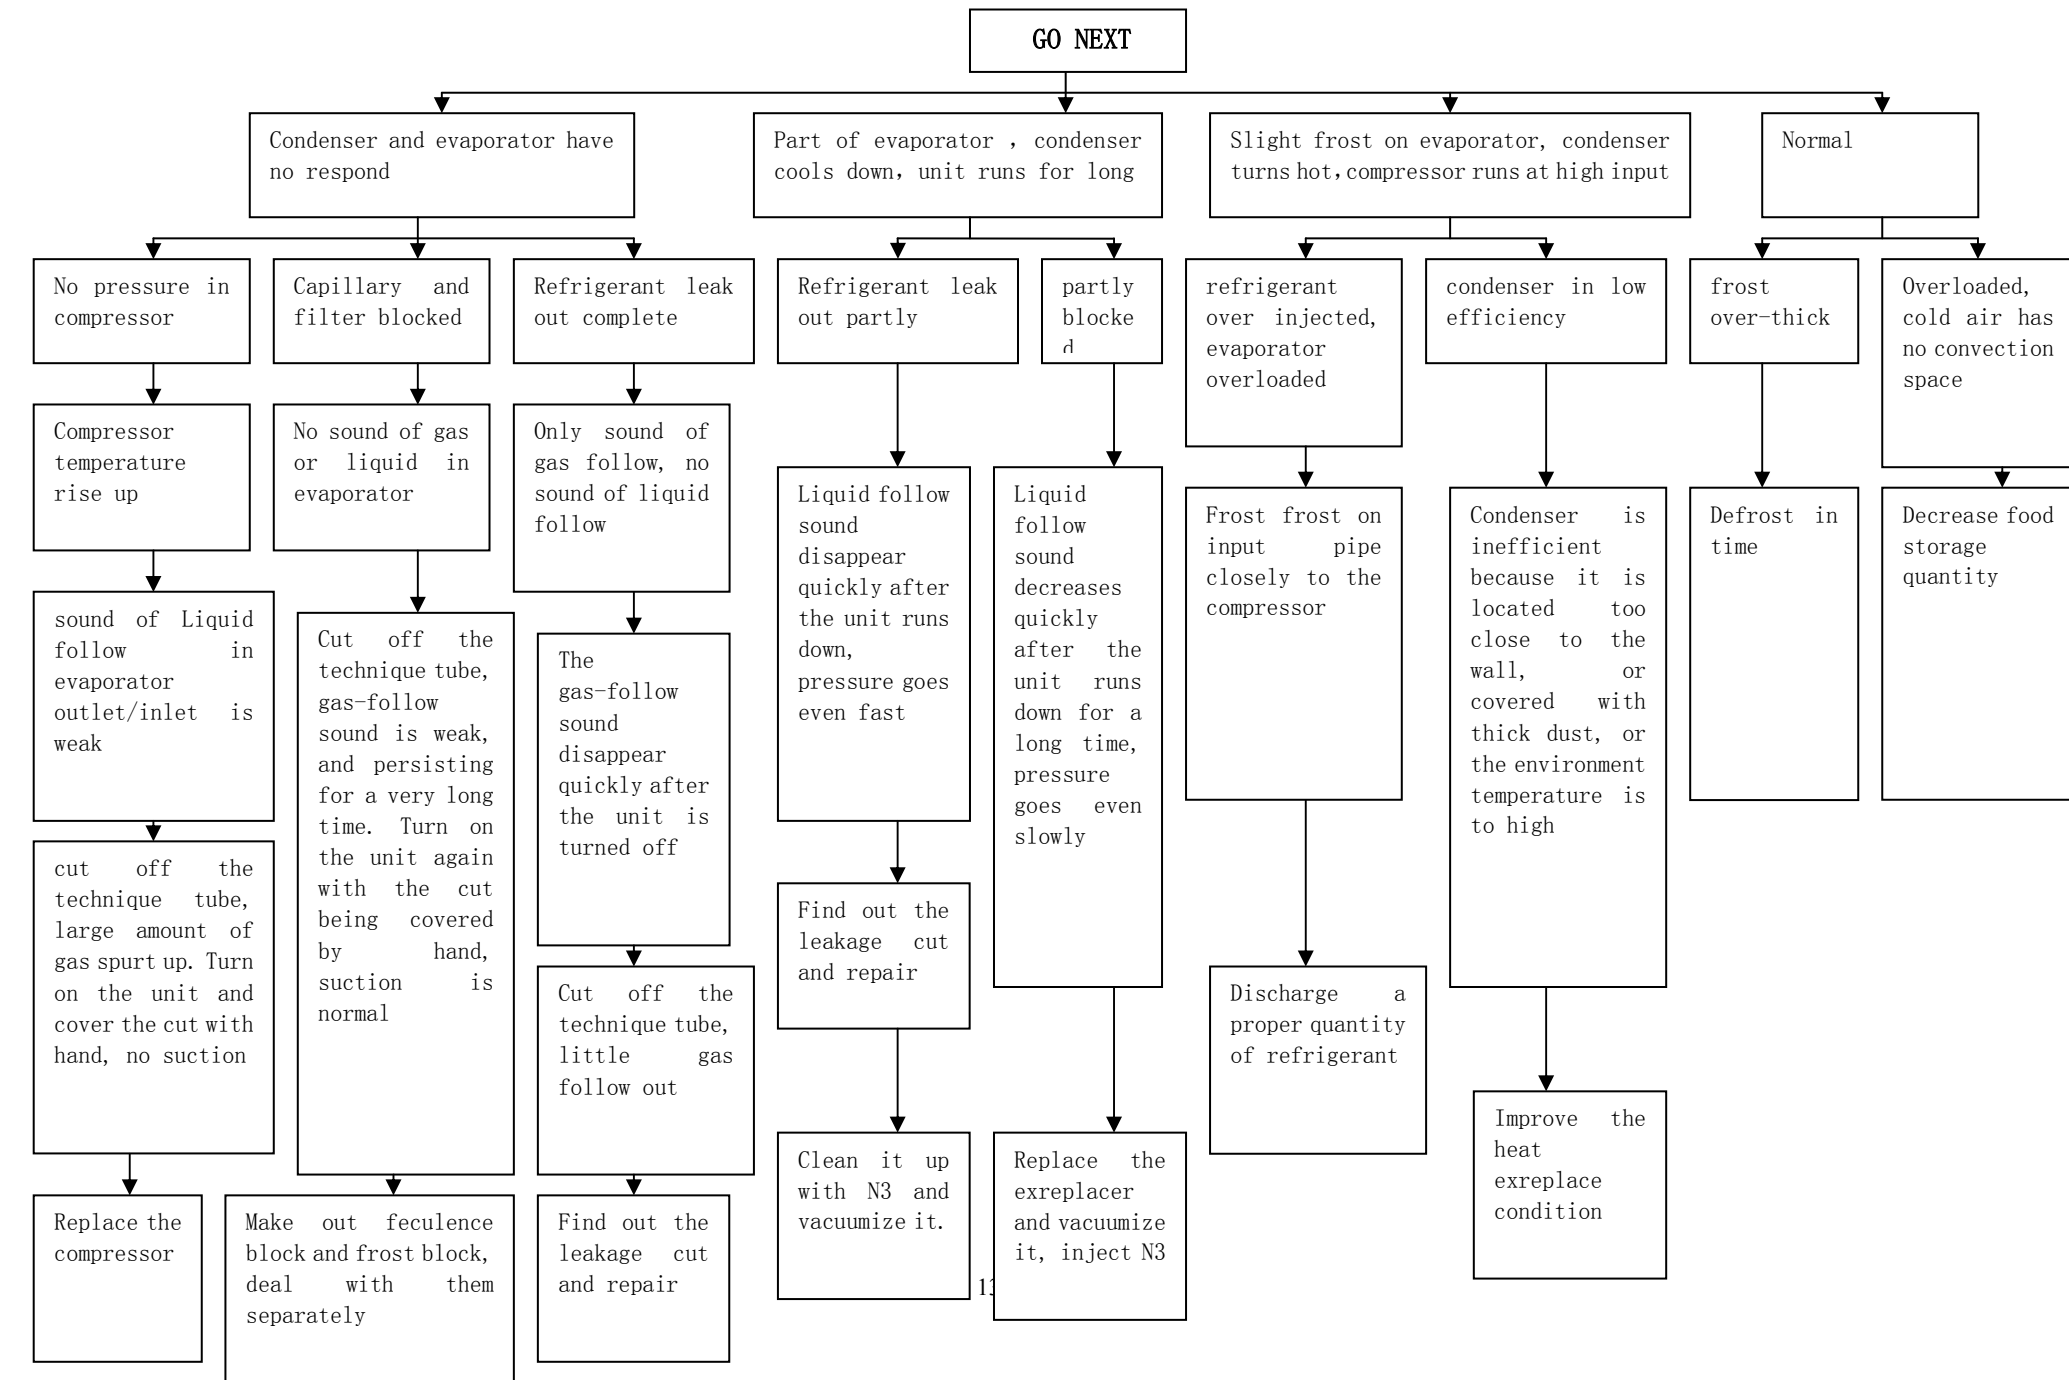 GO NEXT
Condenser and evaporator have
no respond
Part of evaporator , condenser
cools down, unit runs for long
Slight frost on evaporator, condenser
turns hot, compressor runs at high input
Normal
No pressure in
compressor
Capillary and
filter blocked
Refrigerant leak
out complete
Refrigerant leak
out partly
partly
blocke
d
refrigerant
over injected,
evaporator
overloaded
condenser in low
efficiency
frost
over-thick
Overloaded,
cold air has
no convection
space
Compressor
temperature
rise up
No sound of gas
or liquid in
evaporator
Only sound of
gas follow, no
sound of liquid
follow
Liquid follow
sound
disappear
quickly after
the unit runs
down,
pressure goes
even fast
Liquid
follow
sound
decreases
quickly
after the
unit runs
down for a
long time,
pressure
goes even
slowly
Frost frost on
input pipe
closely to the
compressor
Condenser is
inefficient
because it is
located too
close to the
wall, or
covered with
thick dust, or
the environment
temperature is
to high
Defrost in
time
Decrease food
storage
quantity
sound of Liquid
follow in
evaporator
outlet/inlet is
weak
Cut off the
technique tube,
gas-follow
sound is weak,
and persisting
for a very long
time. Turn on
the unit again
with the cut
being covered
by hand,
suction is
normal
The
gas-follow
sound
disappear
quickly after
the unit is
turned off
cut off the
technique tube,
large amount of
gas spurt up. Turn
on the unit and
cover the cut with
hand, no suction
Find out the
leakage cut
and repair
Cut off the
technique tube,
little gas
follow out
Discharge a
proper quantity
of refrigerant
Improve the
heat
exreplace
condition
Clean it up
with N3 and
vacuumize it.
Replace the
exreplacer
and vacuumize
it, inject N3
Replace the
compressor
Make out feculence
block and frost block,
deal with them
separately
Find out the
leakage cut
and repair